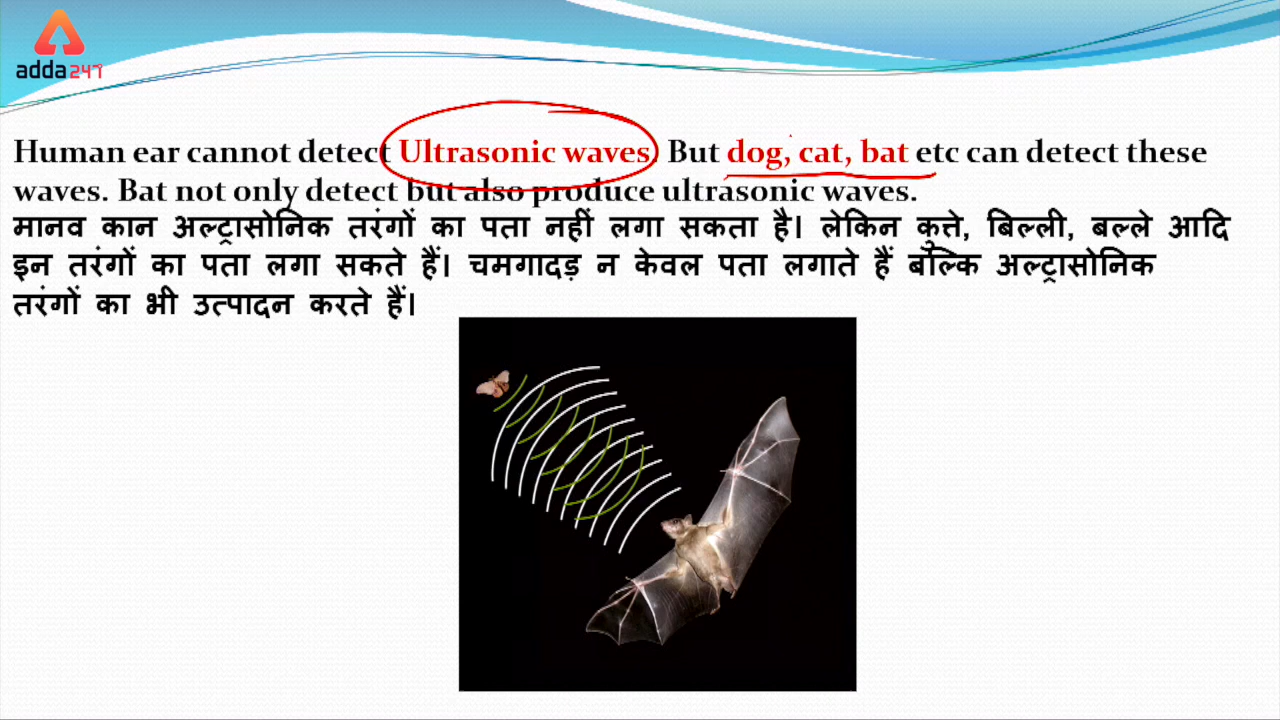 adda247
Human ear cannot detect Ultrasonic waves. But dog, cat, bat etc can detect these
waves. Bat not only detect but also produce ultrasonic waves.
मानव कान अल्ट्रासोनिक तरंगों का पता नहीं लगा सकता है। लेकिन कुत्ते, बिल्ली, बल्ले आदि
इन तरंगों का पता लगा सकते हैं। चमगादड़ न केवल पता लगाते हैं बल्कि अल्ट्रासोनिक
तरंगों का भी उत्पादन करते हैं।